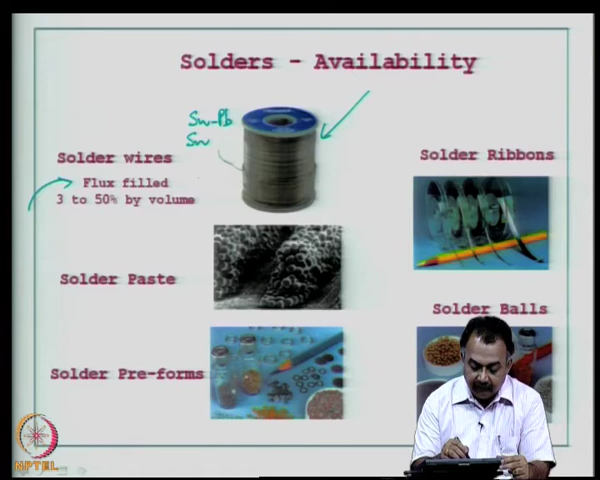 Solders - Availability
Sn-Pb
Sn
Solder wires
Flux filled
3 to 50% by volume
Solder Ribbons
Solder Paste
Solder Balls
Solder Pre-forms
NPTEL